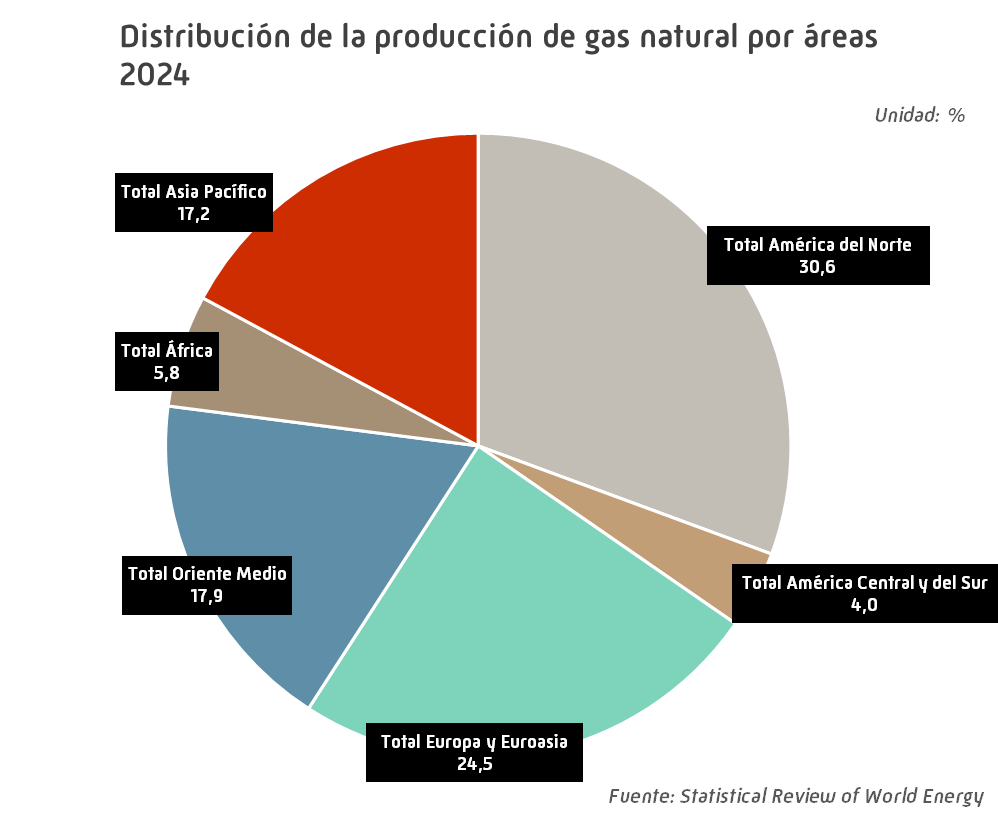 Distribución de la producción de gas natural por áreas
2024
Unidad: %
Total Asia Pacífico
17,2
Total América del Norte
30,6
Total África
5,8
Total Oriente Medio
17,9
Total América Central y del Sur
4,0
Total Europa y Euroasia
24,5
Fuente: Statistical Review of World Energy